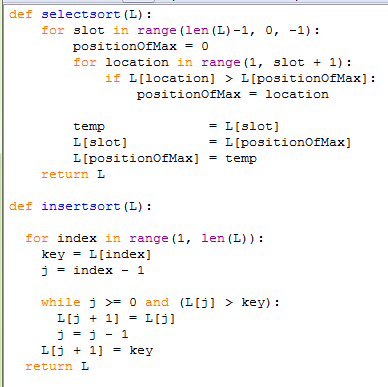 def selectsort(L):
    for slot in range(len(L)-1, 0, -1):
        positionOfMax = 0
        for location in range(1, slot + 1):
            if L[location] > L[positionOfMax]:
                positionOfMax = location

        temp             = L[slot]
        L[slot]          = L[positionOfMax]
        L[positionOfMax] = temp
    return L

def insertsort(L):

  for index in range(1, len(L)):
    key = L[index]
    j = index - 1

    while j >= 0 and (L[j] > key):
      L[j + 1] = L[j]
      j = j - 1
    L[j + 1] = key
  return L